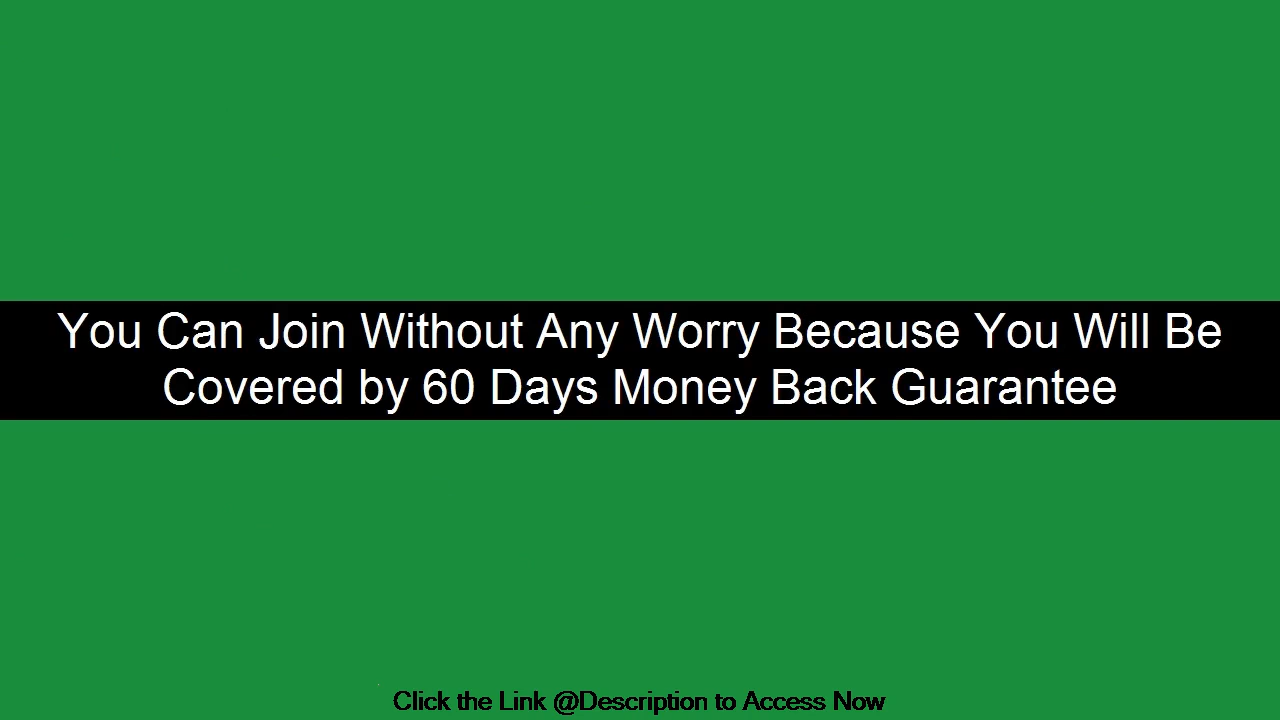 You Can Join Without Any Worry Because You Will Be
Covered by 60 Days Money Back Guarantee
Click the Link @Description to Access Now